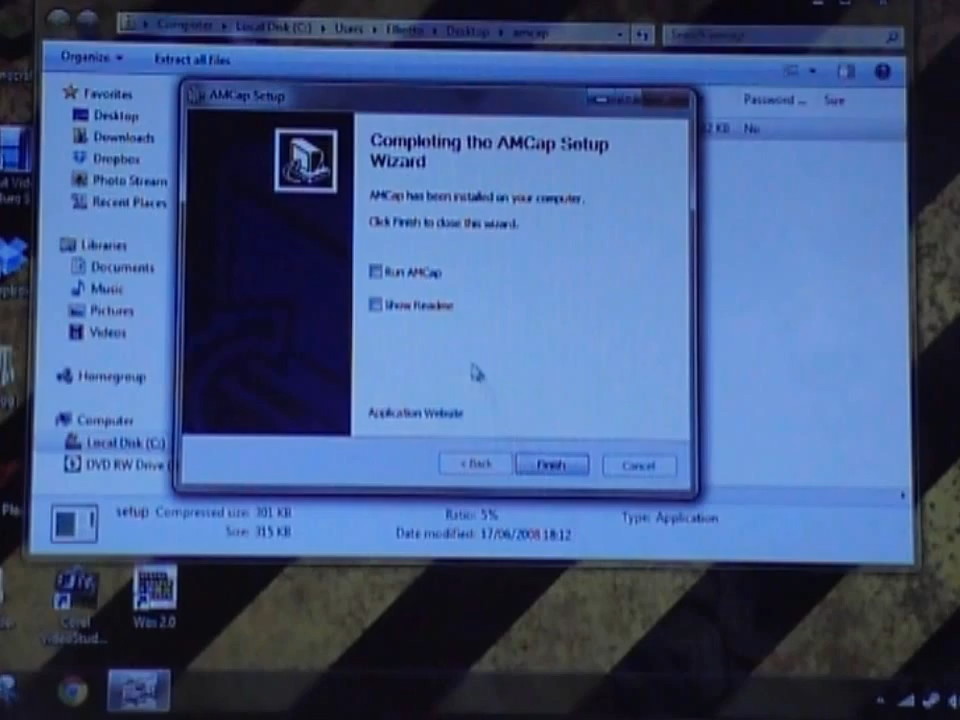 Computer ▸ Local Disk (C:) ▸ Users ▸ Desktop ▸ amcap
Organize
Extract all files
Favorites
Desktop
Downloads
Dropbox
Photo Stream
Recent Places
Libraries
Documents
Music
Pictures
Videos
Homegroup
Computer
Local Disk (C:)
DVD RW Drive
Password ...
Size
KB No
AMCap Setup
Completing the AMCap Setup
Wizard
AMCap has been installed on your computer.
Click Finish to close this wizard.
Run AMCap
Show Readme
Application Website
< Back
Finish
Cancel
setup Compressed size: 301 KB
Ratio: 5%
Type: Application
Size: 315 KB
Date modified: 17/06/2008 18:12
Corel
VideoStud...